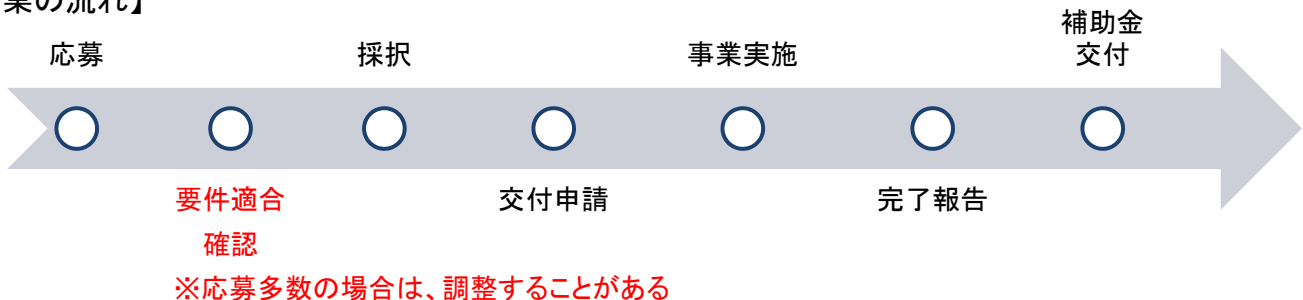 業の流れ】
応募
要件適合
確認
※応募多数の場合は、調整することがある
採択
交付申請
事業実施
完了報告
補助金
交付